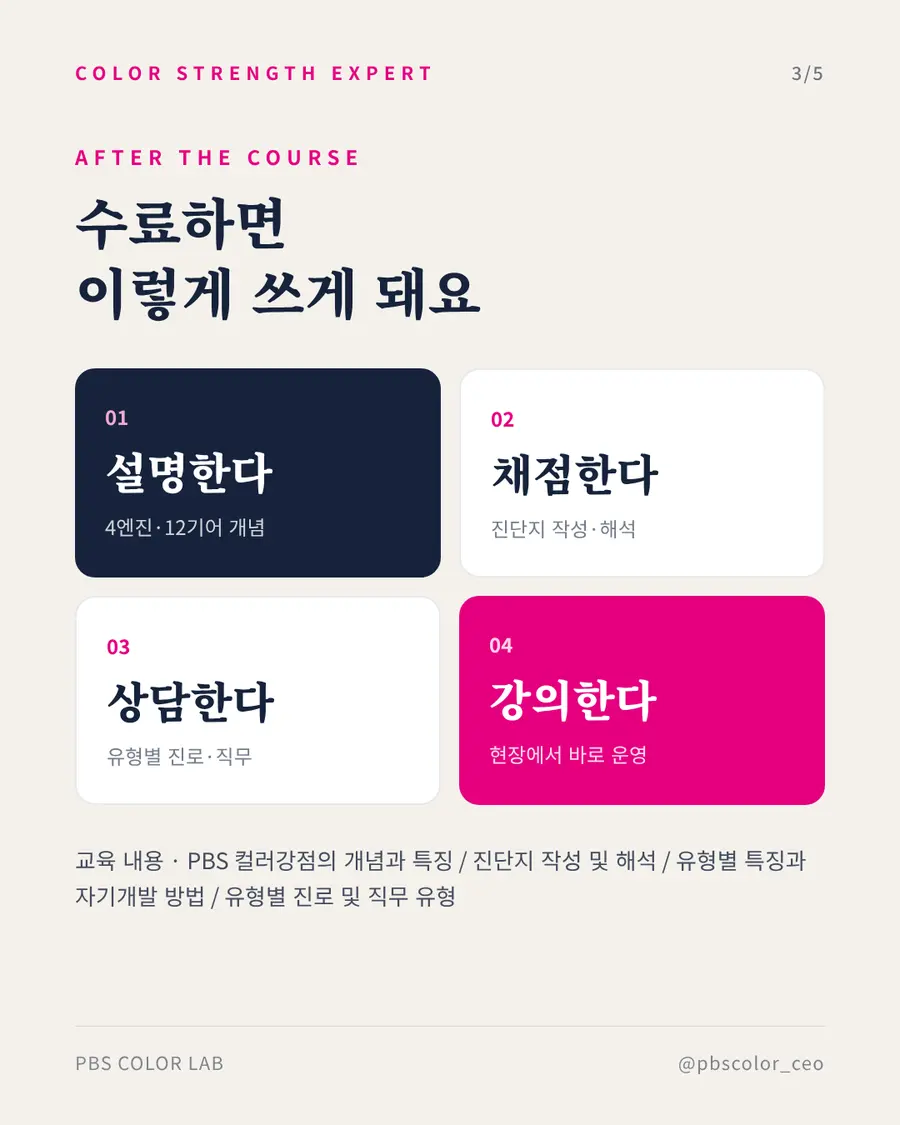 COLOR STRENGTH EXPERT
3/5
AFTER THE COURSE
수료하면
이렇게 쓰게 돼요
01
설명한다
4엔진·12기어 개념
02
채점한다
진단지 작성·해석
03
상담한다
유형별 진로·직무
04
강의한다
현장에서 바로 운영
교육 내용 · PBS 컬러강점의 개념과 특징 / 진단지 작성 및 해석 / 유형별 특징과
자기개발 방법 / 유형별 진로 및 직무 유형
PBS COLOR LAB
@pbscolor_ceo